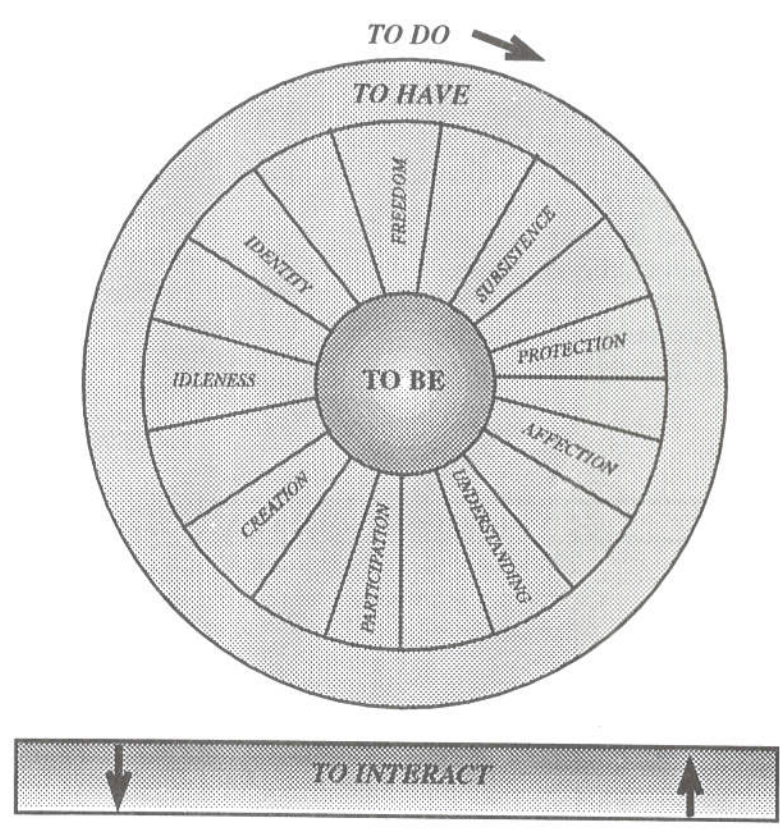 TO DO
TO HAVE
FREEDOM
SUBSISTENCE
PROTECTION
AFFECTION
UNDERSTANDING
PARTICIPATION
CREATION
IDLENESS
IDENTITY
TO BE
TO INTERACT